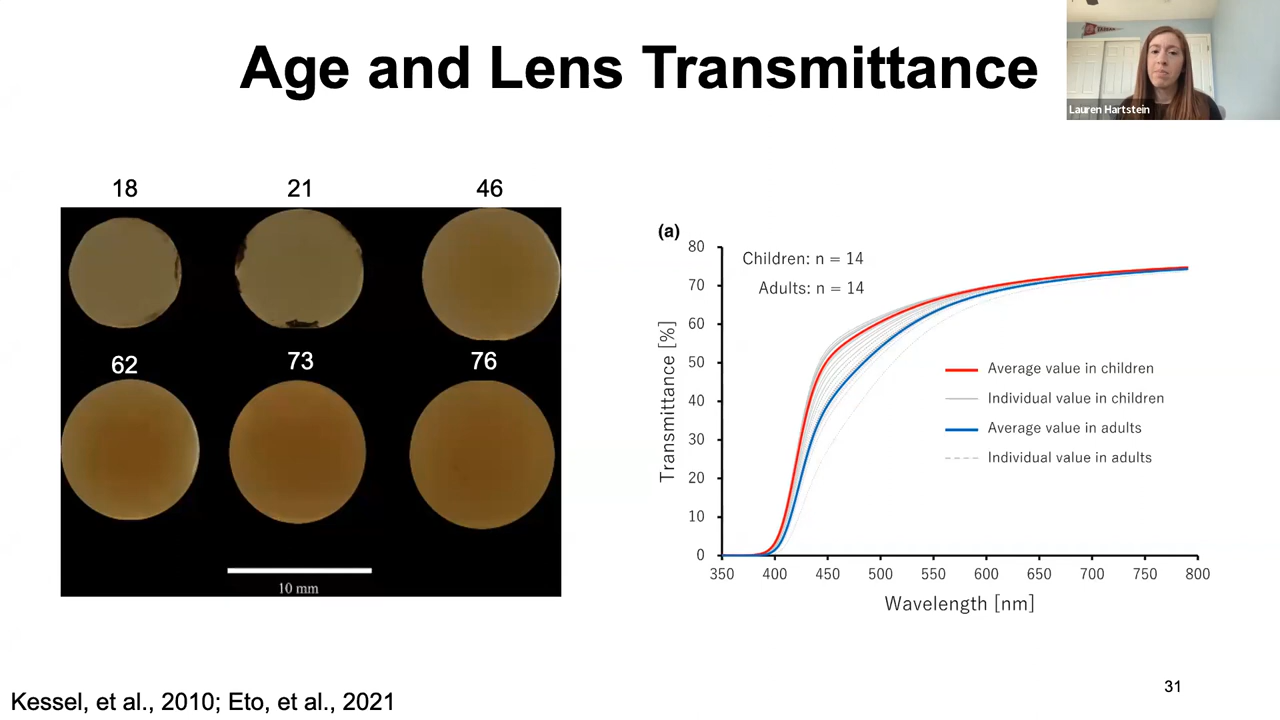 Age and Lens Transmittance
Lauren Hartstein
18 21 46
62 73 76
10 mm
(a)
Children: n = 14
Adults: n = 14
Transmittance [%]
80
70
60
50
40
30
20
10
0
350 400 450 500 550 600 650 700 750 800
Wavelength [nm]
Average value in children
Individual value in children
Average value in adults
Individual value in adults
Kessel, et al., 2010; Eto, et al., 2021
31